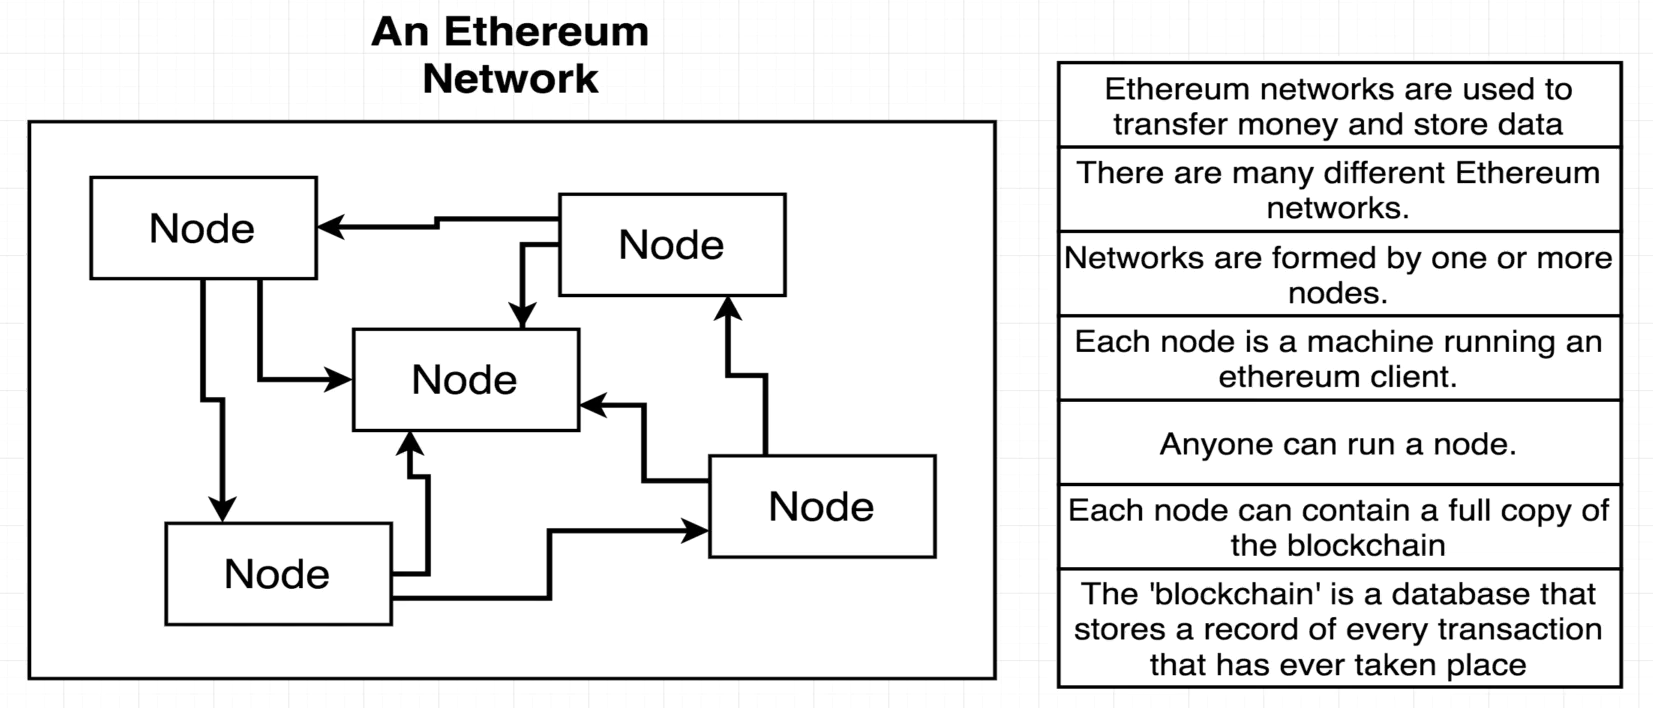 An Ethereum
Network
Node
Node
Node
Node
Node
Ethereum networks are used to
transfer money and store data
There are many different Ethereum
networks.
Networks are formed by one or more
nodes.
Each node is a machine running an
ethereum client.
Anyone can run a node.
Each node can contain a full copy of
the blockchain
The 'blockchain' is a database that
stores a record of every transaction
that has ever taken place